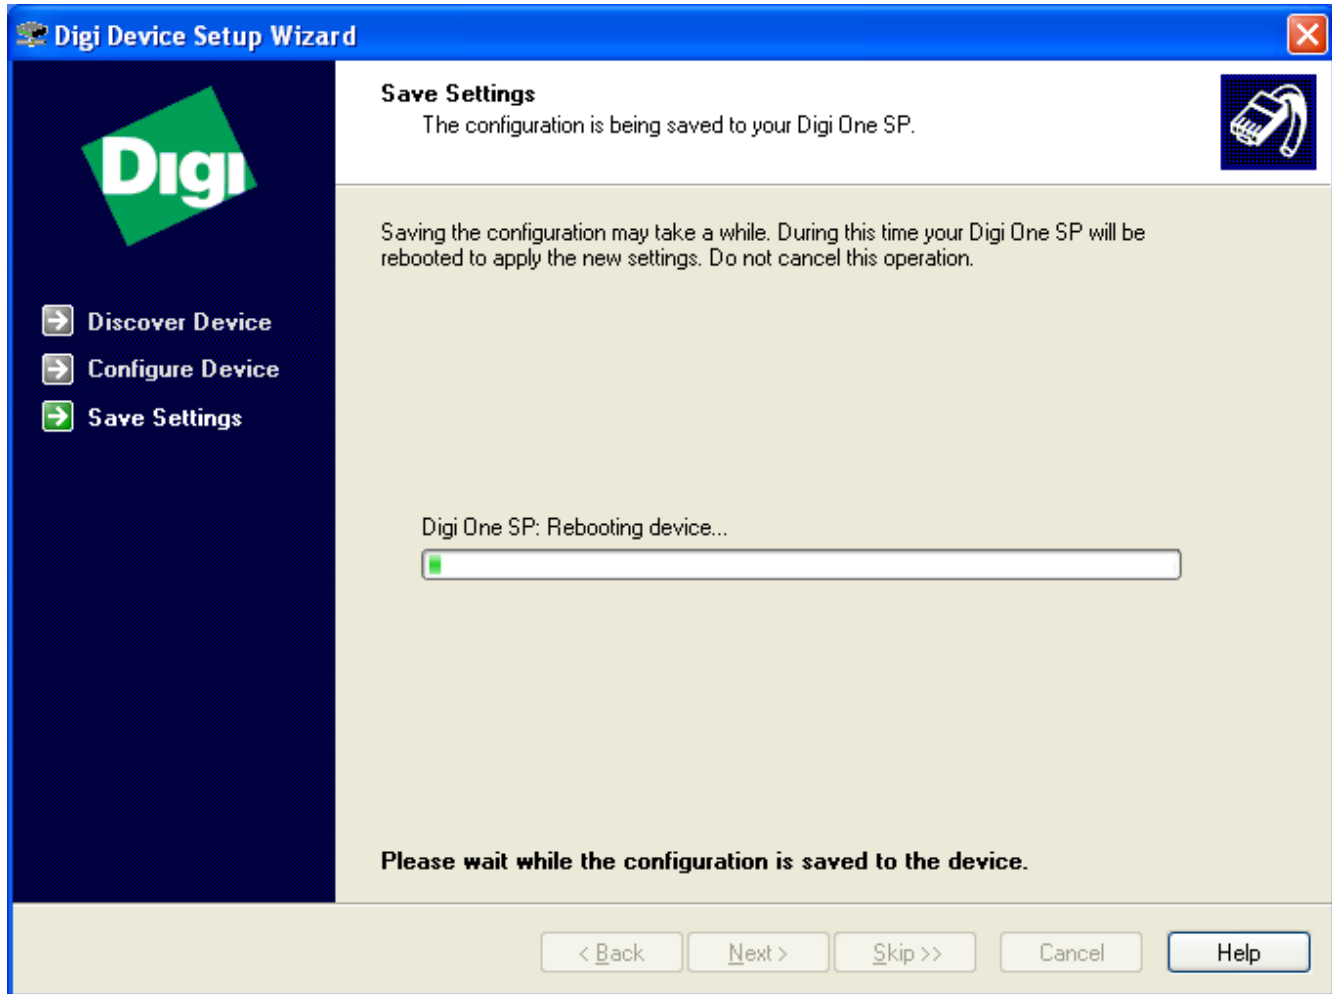 Digi Device Setup Wizard
Digi
Save Settings
The configuration is being saved to your Digi One SP.
Saving the configuration may take a while. During this time your Digi One SP will be
rebooted to apply the new settings. Do not cancel this operation.
Discover Device
Configure Device
Save Settings
Digi One SP: Rebooting device...
Please wait while the configuration is saved to the device.
< Back
Next >
Skip >>
Cancel
Help